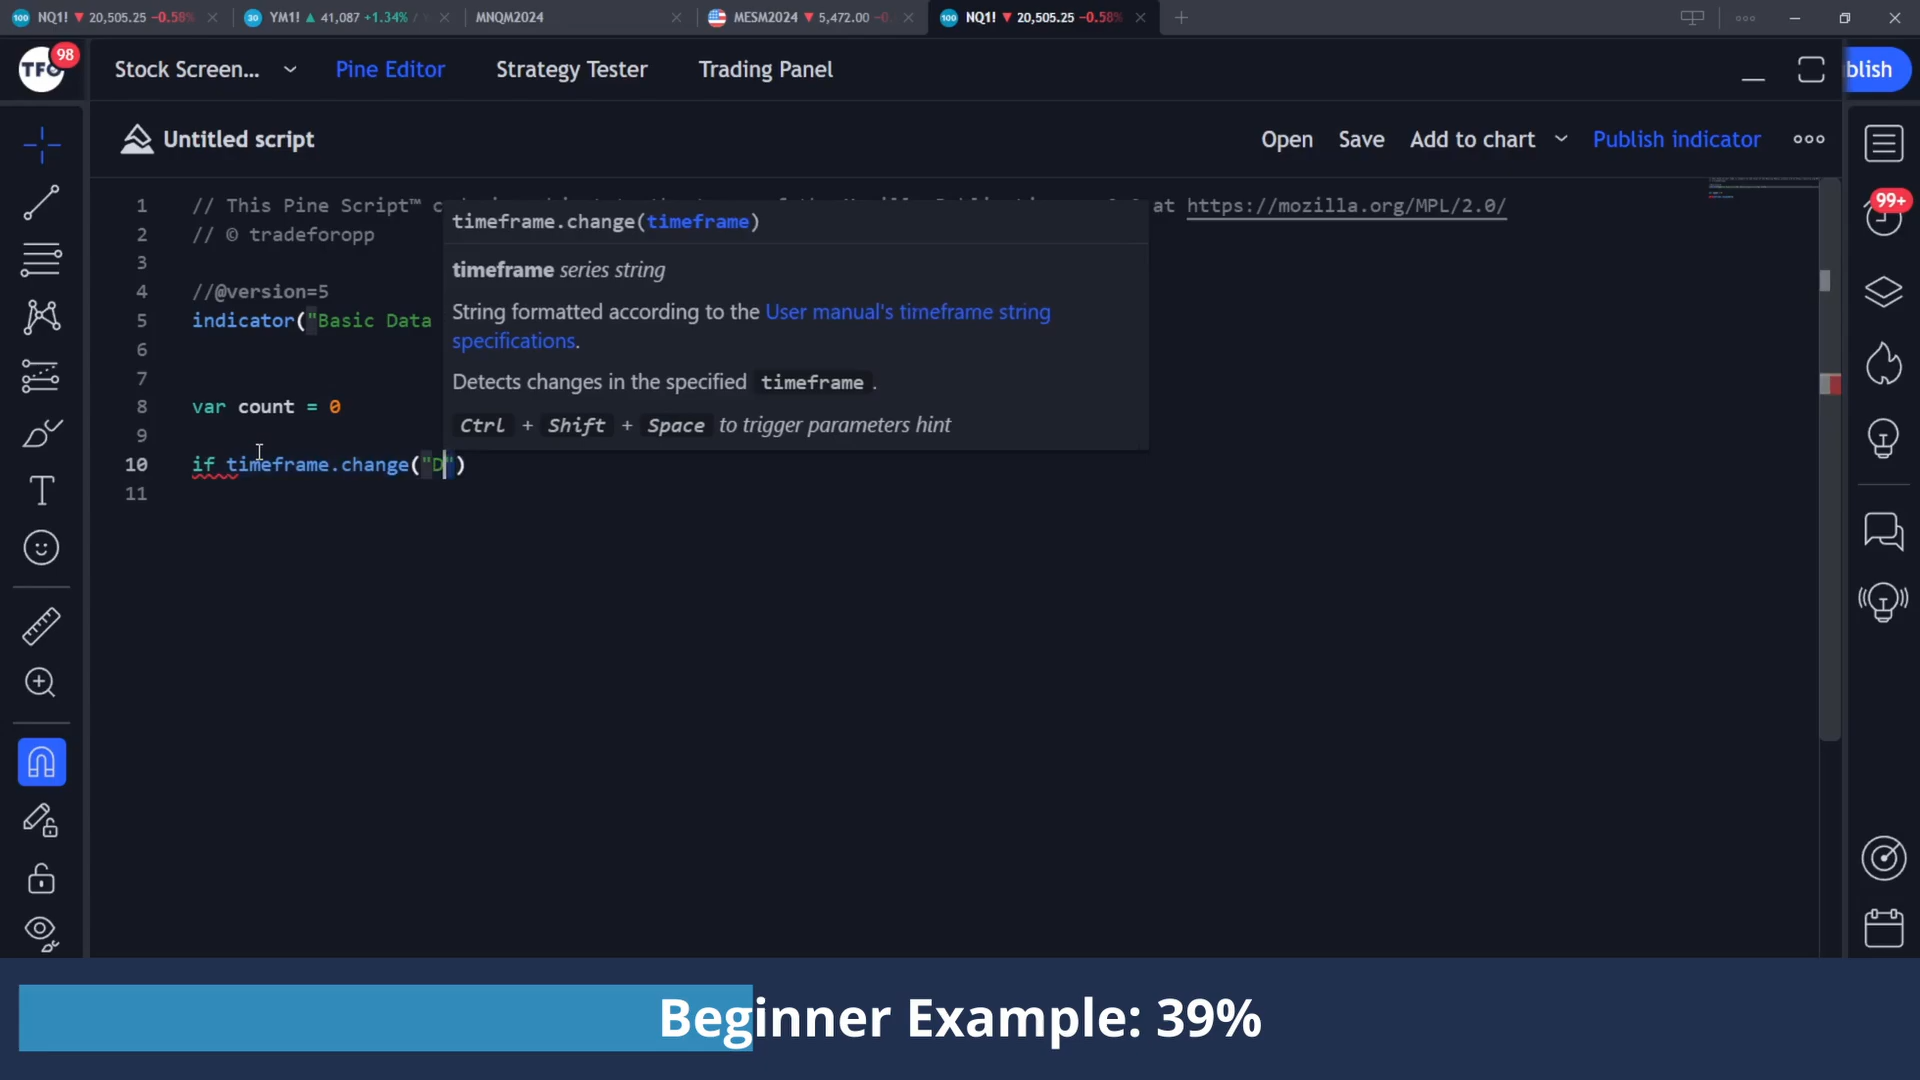 NQ1! ▼ 20,505.25 −0.58%
YM1! ▲ 41,087 +1.34%
MNQM2024
MESM2024 ▼ 5,472.00
NQ1! ▼ 20,505.25 −0.58%
TFO 98
Stock Screen...
Pine Editor
Strategy Tester
Trading Panel
blish
Untitled script
Open
Save
Add to chart
Publish indicator
99+
1 // This Pine Script™ c at https://mozilla.org/MPL/2.0/
2 // © tradeforopp
3
4 //@version=5
5 indicator("Basic Data
6
7
8 var count = 0
9
10 if timeframe.change("D")
11
timeframe.change(timeframe)
timeframe series string
String formatted according to the User manual's timeframe string
specifications.
Detects changes in the specified timeframe .
Ctrl + Shift + Space to trigger parameters hint
Beginner Example: 39%